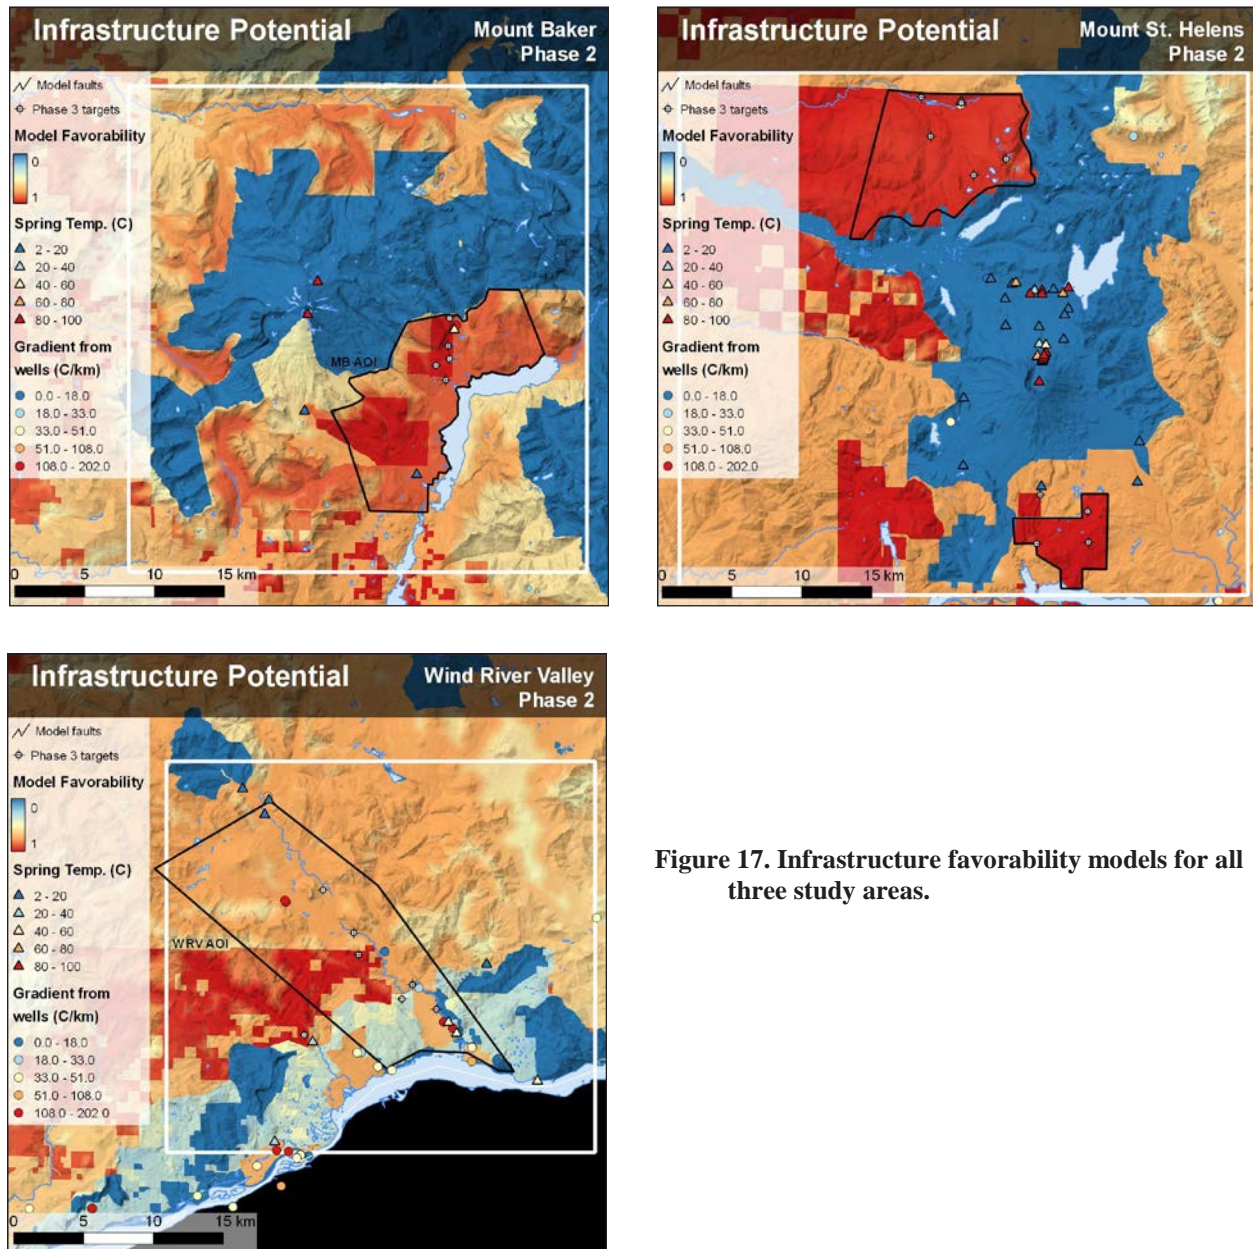 Infrastructure Potential
Mount Baker
Phase 2
Model faults
Phase 3 targets
Model Favorability
0
1
Spring Temp. (C)
2 - 20
20 - 40
40 - 60
60 - 80
80 - 100
Gradient from
wells (C/km)
0.0 - 18.0
18.0 - 33.0
33.0 - 51.0
51.0 - 108.0
108.0 - 202.0
MB AOI
0 5 10 15 km
Infrastructure Potential
Mount St. Helens
Phase 2
Model faults
Phase 3 targets
Model Favorability
0
1
Spring Temp. (C)
2 - 20
20 - 40
40 - 60
60 - 80
80 - 100
Gradient from
wells (C/km)
0.0 - 18.0
18.0 - 33.0
33.0 - 51.0
51.0 - 108.0
108.0 - 202.0
0 5 10 15 km
Infrastructure Potential
Wind River Valley
Phase 2
Model faults
Phase 3 targets
Model Favorability
0
1
Spring Temp. (C)
2 - 20
20 - 40
40 - 60
60 - 80
80 - 100
Gradient from
wells (C/km)
0.0 - 18.0
18.0 - 33.0
33.0 - 51.0
51.0 - 108.0
108.0 - 202.0
WRV AOI
0 5 10 15 km
Figure 17. Infrastructure favorability models for all
three study areas.